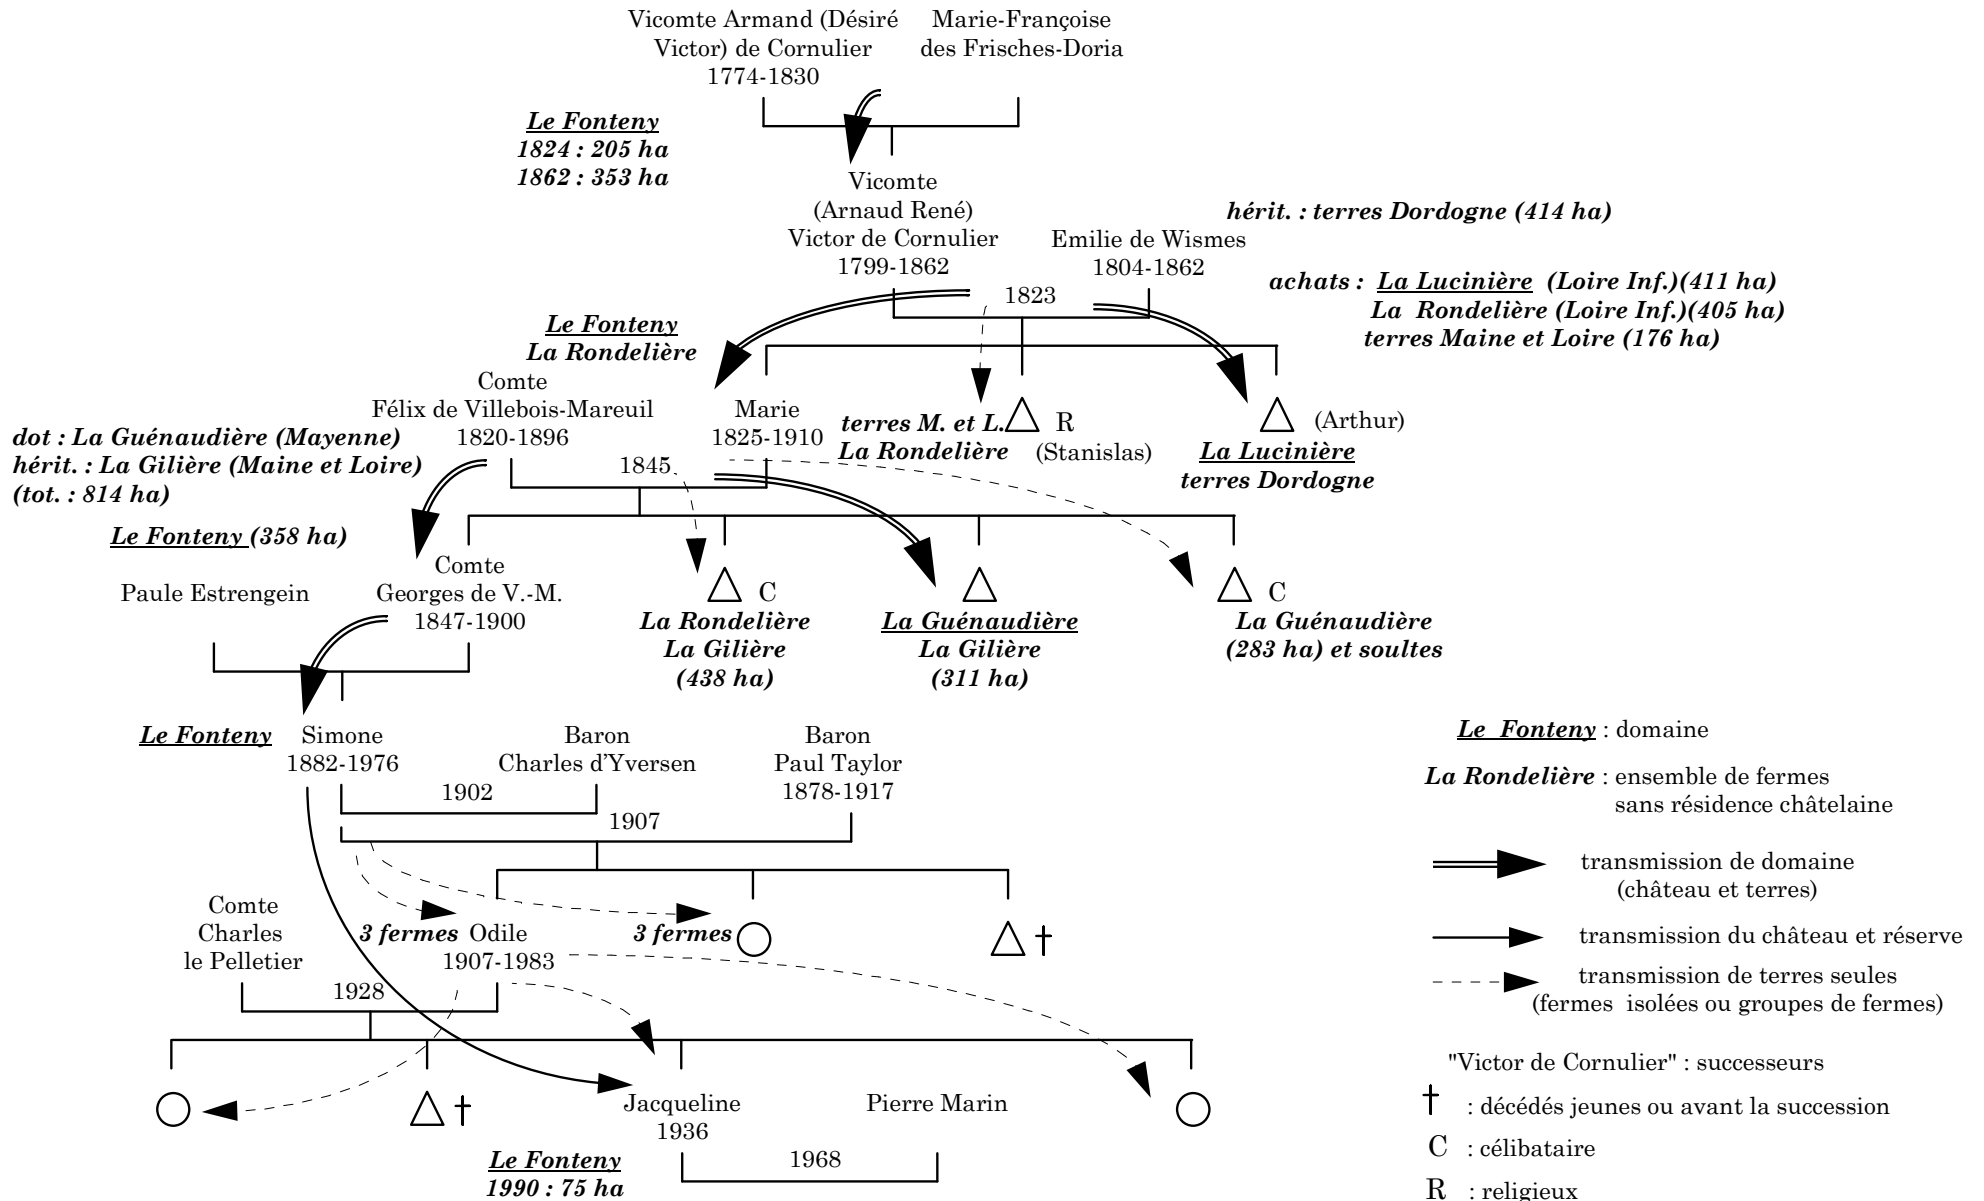 Vicomte Armand (Désiré
Victor) de Cornulier
1774-1830
Marie-Françoise
des Frisches-Doria
Le Fonteny
1824 : 205 ha
1862 : 353 ha
Vicomte
(Arnaud René)
Victor de Cornulier
1799-1862
Emilie de Wismes
1804-1862
hérit. : terres Dordogne (414 ha)
achats : La Lucinière (Loire Inf.)(411 ha)
La Rondelière (Loire Inf.)(405 ha)
terres Maine et Loire (176 ha)
1823
Le Fonteny
La Rondelière
Comte
Félix de Villebois-Mareuil
1820-1896
Marie
1825-1910
terres M. et L.
La Rondelière
R
(Stanislas)
(Arthur)
La Lucinière
terres Dordogne
dot : La Guénaudière (Mayenne)
hérit. : La Gilière (Maine et Loire)
(tot. : 814 ha)
1845
Le Fonteny (358 ha)
Paule Estrengein
Comte
Georges de V.-M.
1847-1900
C
La Rondelière
La Gilière
(438 ha)
La Guénaudière
La Gilière
(311 ha)
C
La Guénaudière
(283 ha) et soultes
Le Fonteny
Simone
1882-1976
Baron
Charles d'Yversen
Baron
Paul Taylor
1878-1917
1902
1907
Comte
Charles
le Pelletier
3 fermes
Odile
1907-1983
3 fermes
†
1928
†
Jacqueline
1936
Pierre Marin
Le Fonteny
1990 : 75 ha
1968
Le Fonteny : domaine
La Rondelière : ensemble de fermes
sans résidence châtelaine
transmission de domaine
(château et terres)
transmission du château et réserve
transmission de terres seules
(fermes isolées ou groupes de fermes)
"Victor de Cornulier" : successeurs
† : décédés jeunes ou avant la succession
C : célibataire
R : religieux